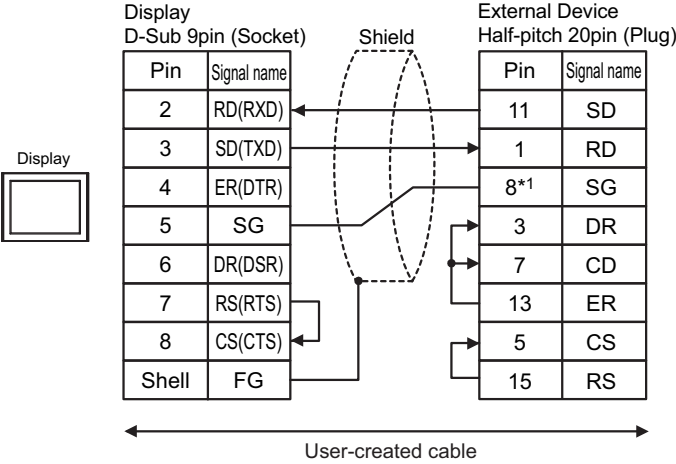 Display
D-Sub 9pin (Socket)
Shield
External Device
Half-pitch 20pin (Plug)
Pin Signal name
Pin Signal name
2 RD(RXD) 11 SD
3 SD(TXD) 1 RD
Display
4 ER(DTR) 8*1 SG
5 SG 3 DR
6 DR(DSR) 7 CD
7 RS(RTS) 13 ER
8 CS(CTS) 5 CS
Shell FG 15 RS
User-created cable